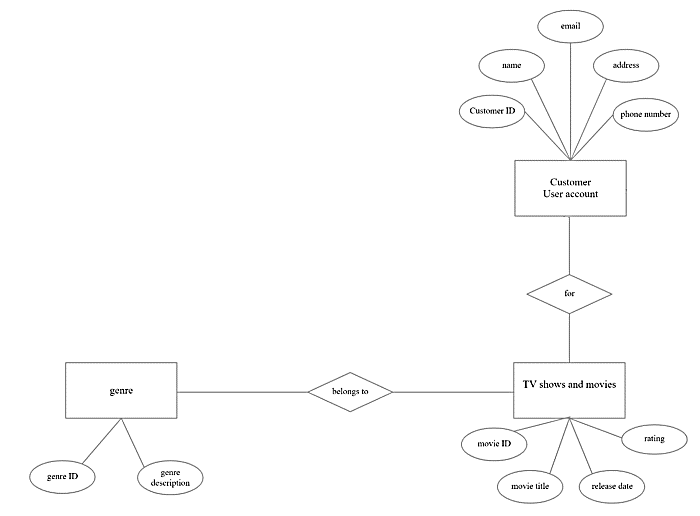 email
name
address
Customer ID
phone number
Customer
User account
for
genre
belongs to
TV shows and movies
movie ID
rating
genre ID
genre
description
movie title
release date